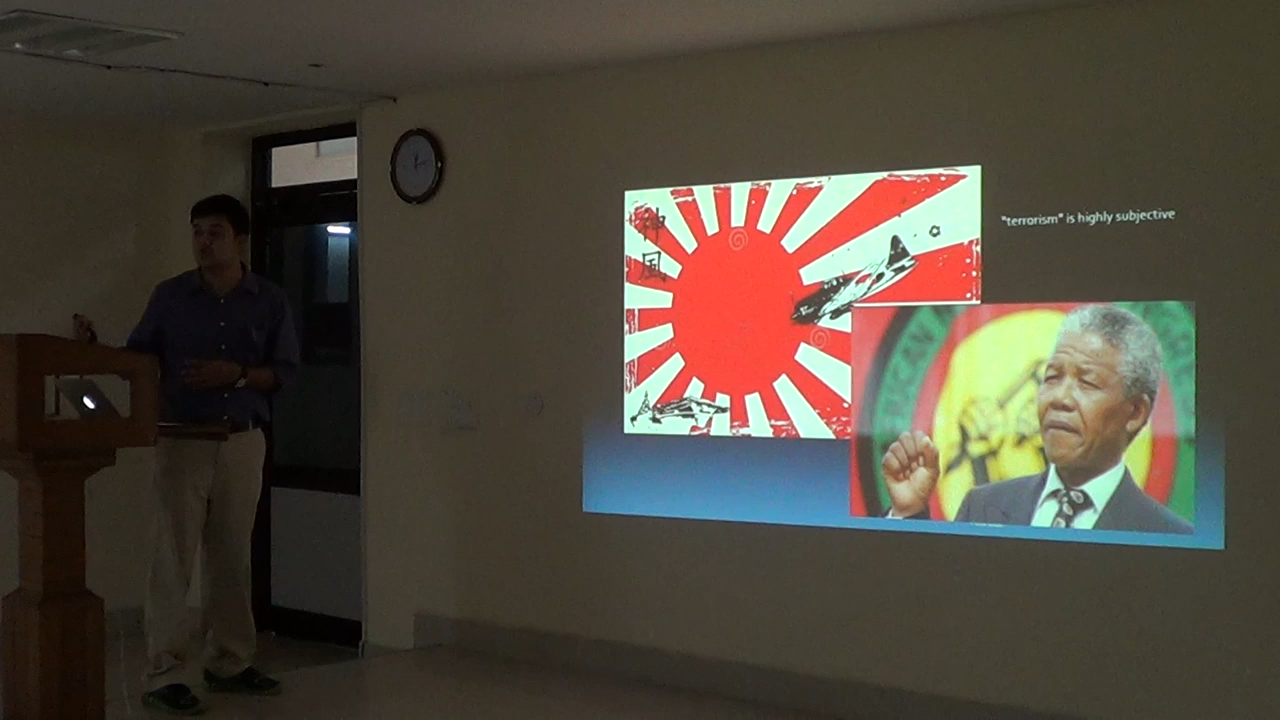 神
風
"terrorism" is highly subjective